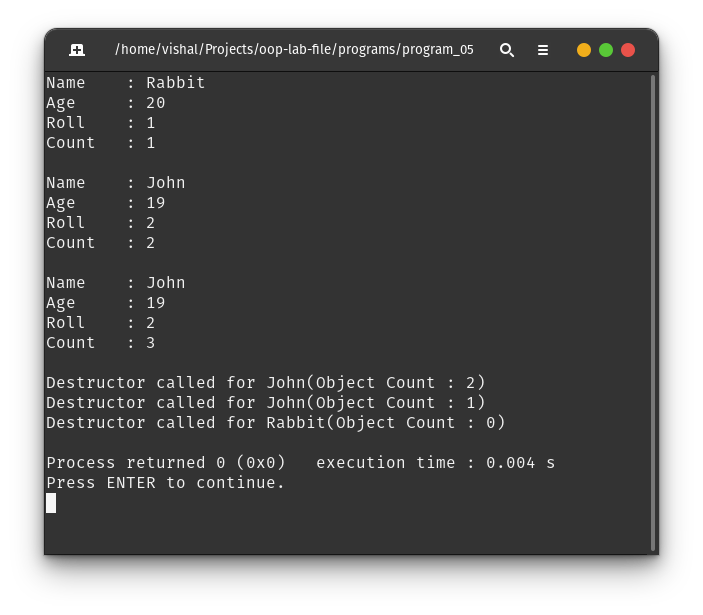 /home/vishal/Projects/oop-lab-file/programs/program_05
Name    : Rabbit
Age     : 20
Roll    : 1
Count   : 1

Name    : John
Age     : 19
Roll    : 2
Count   : 2

Name    : John
Age     : 19
Roll    : 2
Count   : 3

Destructor called for John(Object Count : 2)
Destructor called for John(Object Count : 1)
Destructor called for Rabbit(Object Count : 0)

Process returned 0 (0x0)   execution time : 0.004 s
Press ENTER to continue.